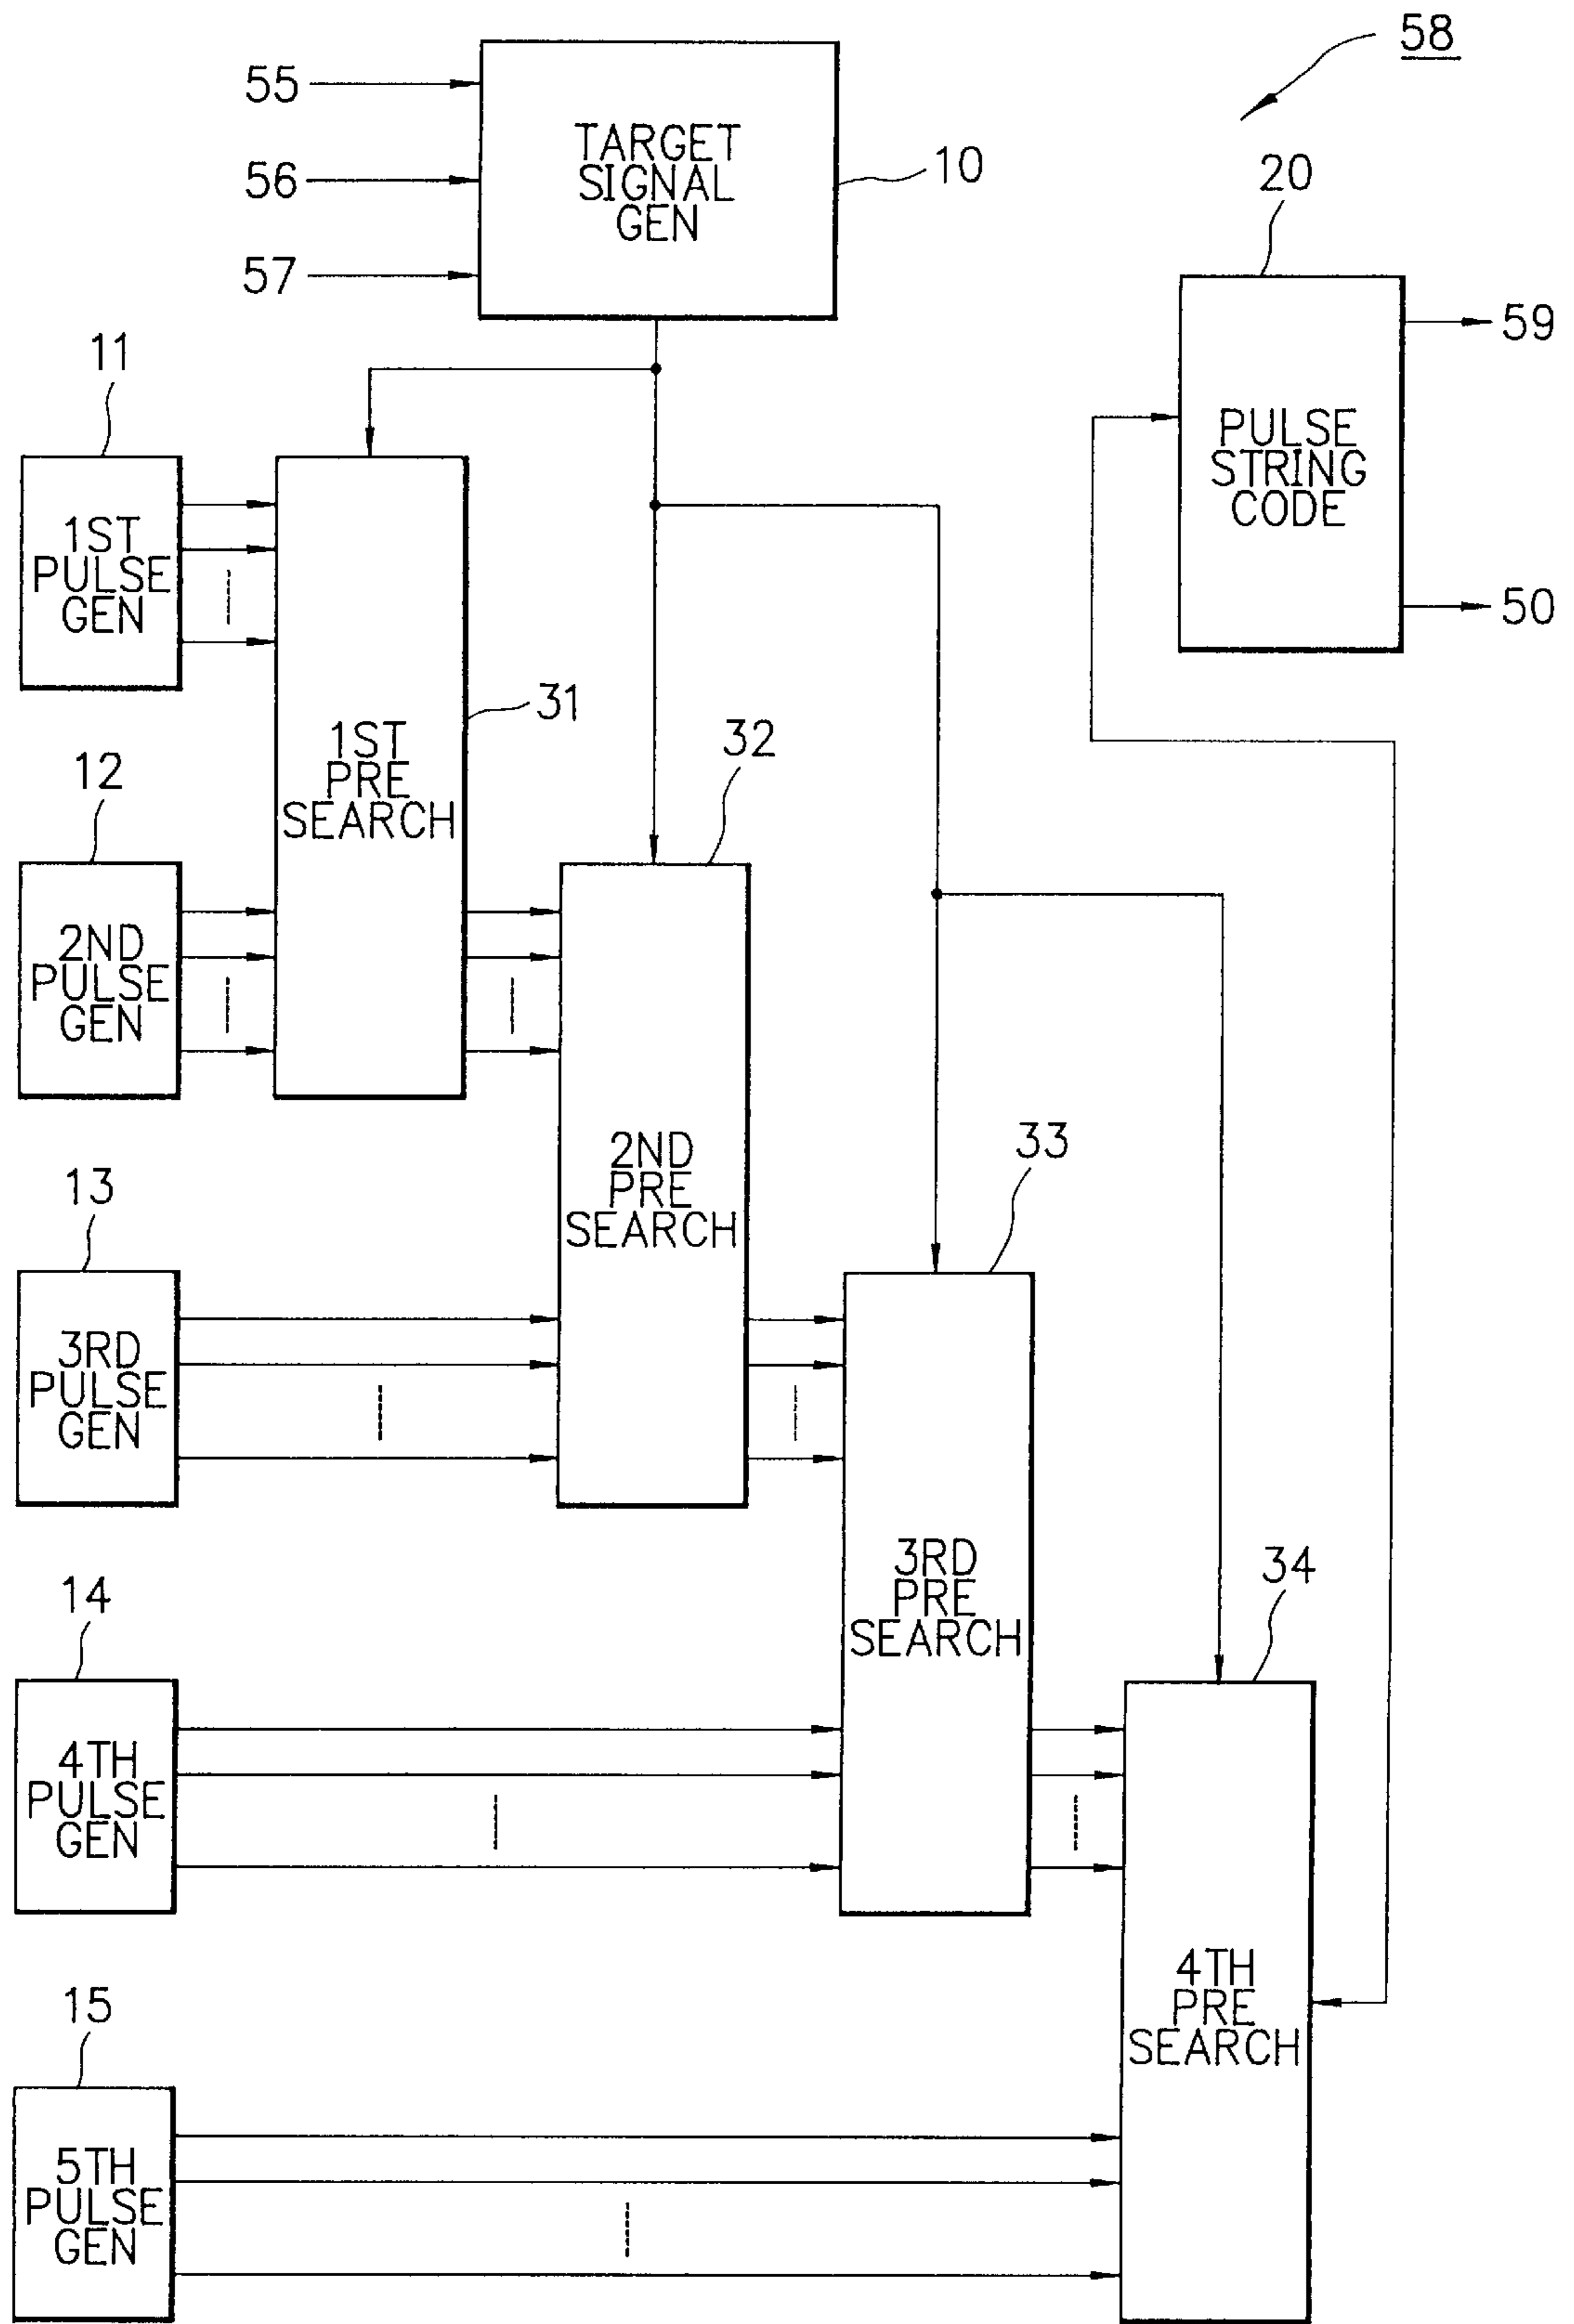 58
55
56
57
TARGET
SIGNAL
GEN
10
20
59
PULSE
STRING
CODE
50
11
1ST
PULSE
GEN
31
1ST
PRE
SEARCH
12
2ND
PULSE
GEN
32
2ND
PRE
SEARCH
13
3RD
PULSE
GEN
33
3RD
PRE
SEARCH
14
4TH
PULSE
GEN
34
4TH
PRE
SEARCH
15
5TH
PULSE
GEN